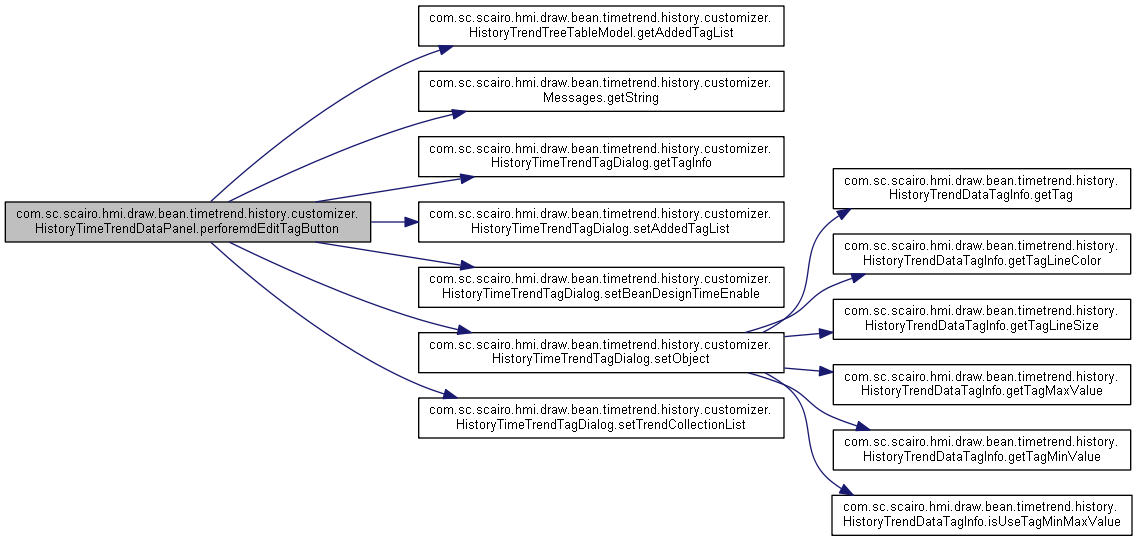 com.sc.scairo.hmi.draw.bean.timetrend.history.customizer.
HistoryTimeTrendDataPanel.perforemdEditTagButton
com.sc.scairo.hmi.draw.bean.timetrend.history.customizer.
HistoryTrendTreeTableModel.getAddedTagList
com.sc.scairo.hmi.draw.bean.timetrend.history.customizer.
Messages.getString
com.sc.scairo.hmi.draw.bean.timetrend.history.customizer.
HistoryTimeTrendTagDialog.getTagInfo
com.sc.scairo.hmi.draw.bean.timetrend.history.customizer.
HistoryTimeTrendTagDialog.setAddedTagList
com.sc.scairo.hmi.draw.bean.timetrend.history.customizer.
HistoryTimeTrendTagDialog.setBeanDesignTimeEnable
com.sc.scairo.hmi.draw.bean.timetrend.history.customizer.
HistoryTimeTrendTagDialog.setObject
com.sc.scairo.hmi.draw.bean.timetrend.history.customizer.
HistoryTimeTrendTagDialog.setTrendCollectionList
com.sc.scairo.hmi.draw.bean.timetrend.history.
HistoryTrendDataTagInfo.getTag
com.sc.scairo.hmi.draw.bean.timetrend.history.
HistoryTrendDataTagInfo.getTagLineColor
com.sc.scairo.hmi.draw.bean.timetrend.history.
HistoryTrendDataTagInfo.getTagLineSize
com.sc.scairo.hmi.draw.bean.timetrend.history.
HistoryTrendDataTagInfo.getTagMaxValue
com.sc.scairo.hmi.draw.bean.timetrend.history.
HistoryTrendDataTagInfo.getTagMinValue
com.sc.scairo.hmi.draw.bean.timetrend.history.
HistoryTrendDataTagInfo.isUseTagMinMaxValue